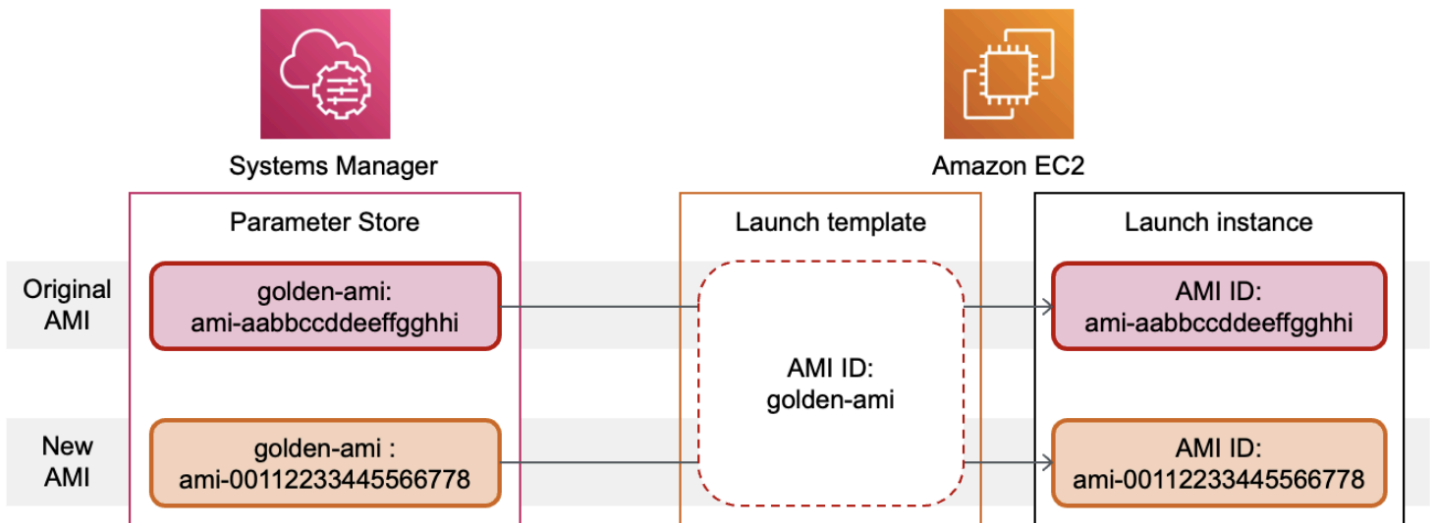 Systems Manager
Amazon EC2
Parameter Store
Launch template
Launch instance
Original
AMI
golden-ami:
ami-aabbccddeeffgghhi
AMI ID:
golden-ami
AMI ID:
ami-aabbccddeeffgghhi
New
AMI
golden-ami :
ami-00112233445566778
AMI ID:
ami-00112233445566778